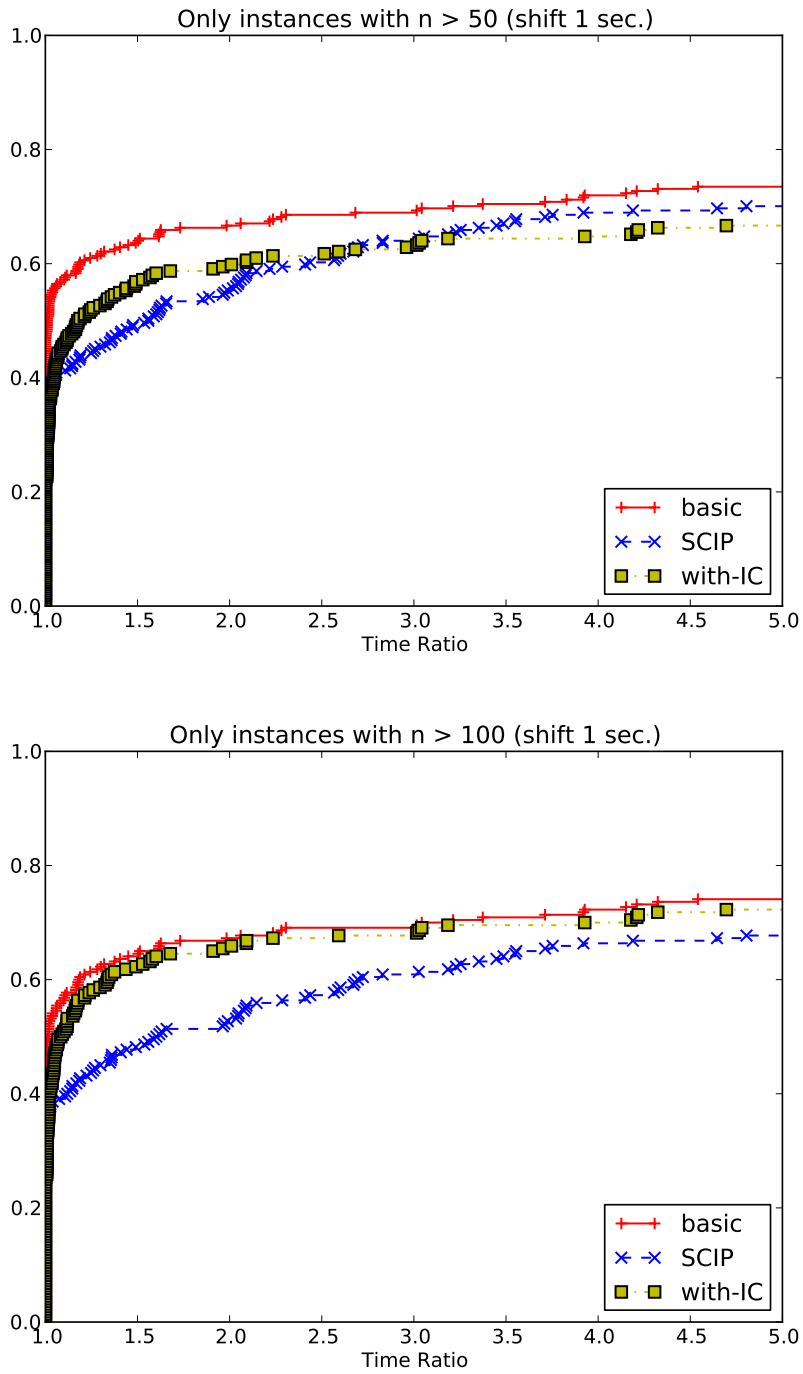 Only instances with n > 50 (shift 1 sec.)
1.0
0.8
0.6
0.4
0.2
0.0
basic
SCIP
with-IC
1.0 1.5 2.0 2.5 3.0 3.5 4.0 4.5 5.0
Time Ratio
Only instances with n > 100 (shift 1 sec.)
1.0
0.8
0.6
0.4
0.2
0.0
basic
SCIP
with-IC
1.0 1.5 2.0 2.5 3.0 3.5 4.0 4.5 5.0
Time Ratio